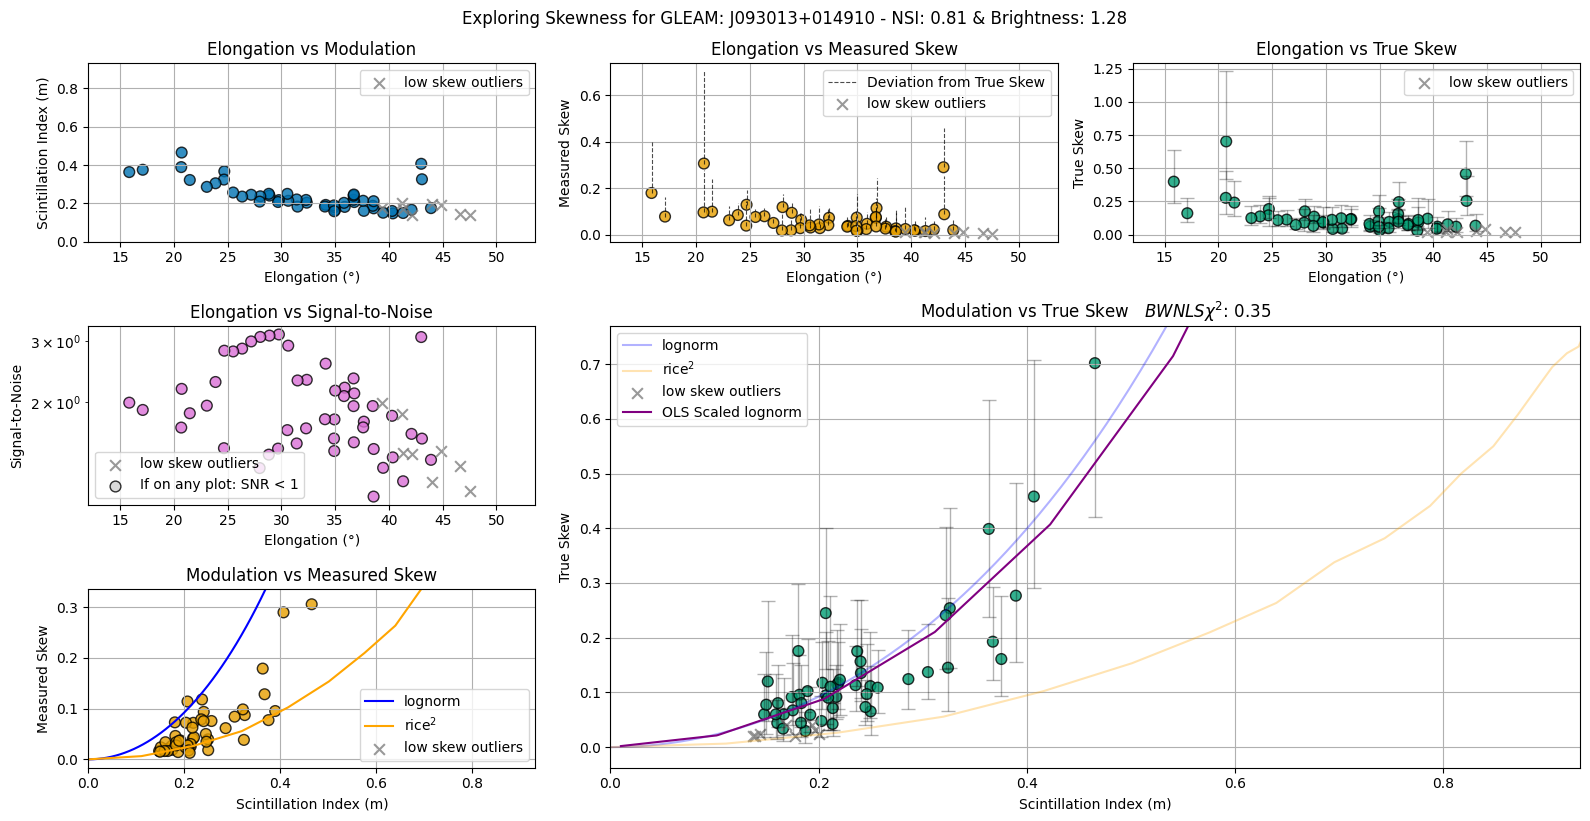 Exploring Skewness for GLEAM: J093013+014910 - NSI: 0.81 & Brightness: 1.28
Elongation vs Modulation
Scintillation Index (m)
0.8
0.6
0.4
0.2
0.0
low skew outliers
15 20 25 30 35 40 45 50
Elongation (°)
Elongation vs Measured Skew
Measured Skew
0.6
0.4
0.2
0.0
Deviation from True Skew
low skew outliers
15 20 25 30 35 40 45 50
Elongation (°)
Elongation vs True Skew
True Skew
1.25
1.00
0.75
0.50
0.25
0.00
low skew outliers
15 20 25 30 35 40 45 50
Elongation (°)
Elongation vs Signal-to-Noise
Signal-to-Noise
3 × 10⁰
2 × 10⁰
low skew outliers
If on any plot: SNR < 1
15 20 25 30 35 40 45 50
Elongation (°)
Modulation vs True Skew BWNLSχ²: 0.35
True Skew
0.7
0.6
0.5
0.4
0.3
0.2
0.1
0.0
lognorm
rice²
low skew outliers
OLS Scaled lognorm
0.0 0.2 0.4 0.6 0.8
Scintillation Index (m)
Modulation vs Measured Skew
Measured Skew
0.3
0.2
0.1
0.0
lognorm
rice²
low skew outliers
0.0 0.2 0.4 0.6 0.8
Scintillation Index (m)